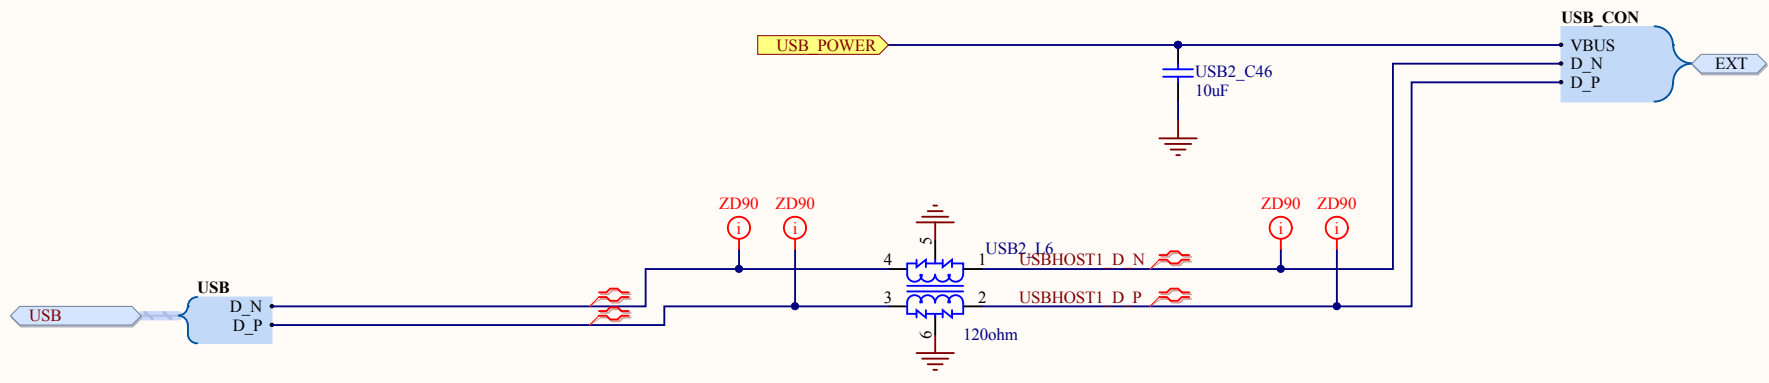 USB_CON
USB_POWER
VBUS
D_N
D_P
EXT
USB2_C46
10uF
ZD90
ZD90
ZD90
ZD90
i
i
i
i
5
USB2_L6
4
1
USBHOST1_D_N
USB
USB
D_N
D_P
3
2
USBHOST1_D_P
6
120ohm